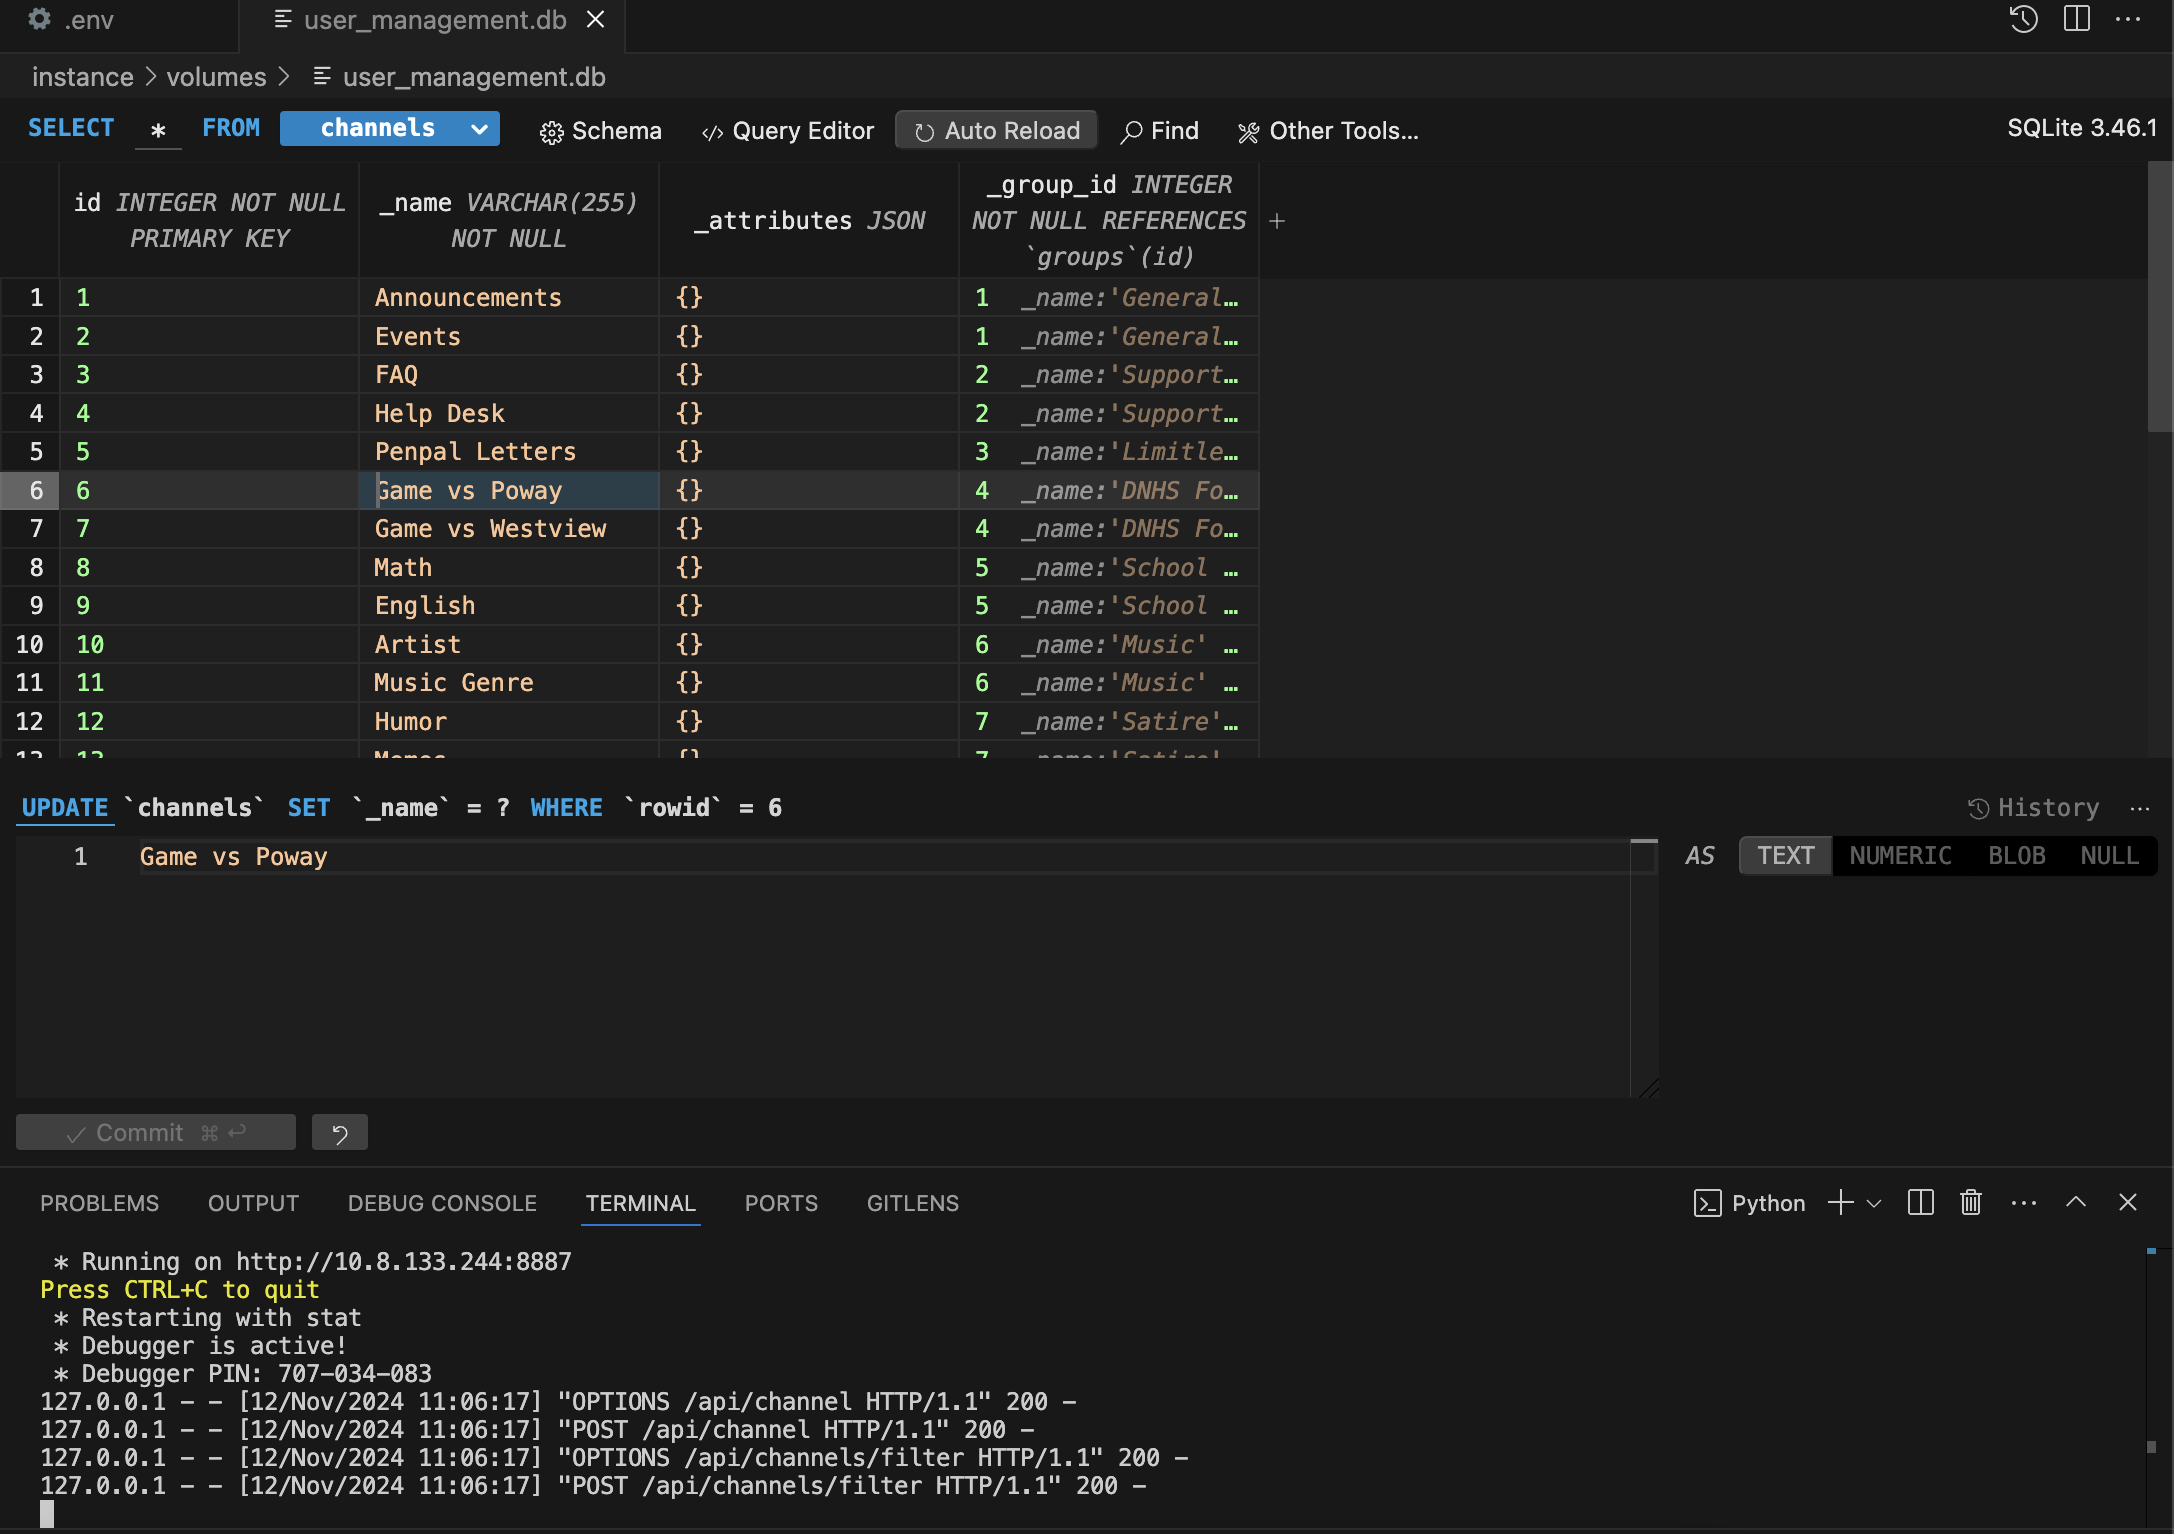 .env
user_management.db
instance > volumes > user_management.db
SELECT * FROM channels Schema </> Query Editor Auto Reload Find Other Tools... SQLite 3.46.1
id INTEGER NOT NULL PRIMARY KEY
_name VARCHAR(255) NOT NULL
_attributes JSON
_group_id INTEGER NOT NULL REFERENCES `groups`(id)
+
1 1 Announcements {} 1 _name:'General…
2 2 Events {} 1 _name:'General…
3 3 FAQ {} 2 _name:'Support…
4 4 Help Desk {} 2 _name:'Support…
5 5 Penpal Letters {} 3 _name:'Limitle…
6 6 Game vs Poway {} 4 _name:'DNHS Fo…
7 7 Game vs Westview {} 4 _name:'DNHS Fo…
8 8 Math {} 5 _name:'School …
9 9 English {} 5 _name:'School …
10 10 Artist {} 6 _name:'Music' …
11 11 Music Genre {} 6 _name:'Music' …
12 12 Humor {} 7 _name:'Satire'…
UPDATE `channels` SET `_name` = ? WHERE `rowid` = 6 History ...
1 Game vs Poway
AS TEXT NUMERIC BLOB NULL
Commit ⌘ ↩
PROBLEMS OUTPUT DEBUG CONSOLE TERMINAL PORTS GITLENS Python
* Running on http://10.8.133.244:8887
Press CTRL+C to quit
* Restarting with stat
* Debugger is active!
* Debugger PIN: 707-034-083
127.0.0.1 - - [12/Nov/2024 11:06:17] "OPTIONS /api/channel HTTP/1.1" 200 -
127.0.0.1 - - [12/Nov/2024 11:06:17] "POST /api/channel HTTP/1.1" 200 -
127.0.0.1 - - [12/Nov/2024 11:06:17] "OPTIONS /api/channels/filter HTTP/1.1" 200 -
127.0.0.1 - - [12/Nov/2024 11:06:17] "POST /api/channels/filter HTTP/1.1" 200 -